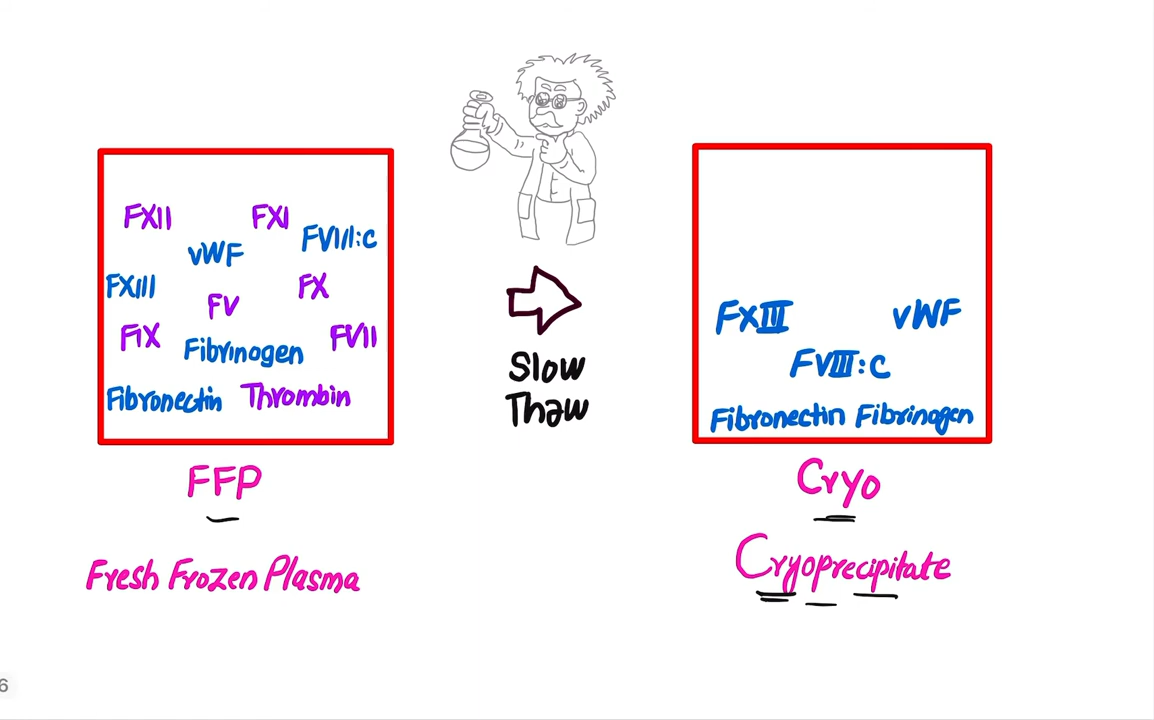 FXII FXI
vWF FVIII:C
FXIII FX
FV
FIX FVII
Fibrinogen
Fibronectin Thrombin
FFP
Fresh Frozen Plasma
Slow
Thaw
FXIII vWF
FVIII:C
Fibronectin Fibrinogen
Cryo
Cryoprecipitate
6